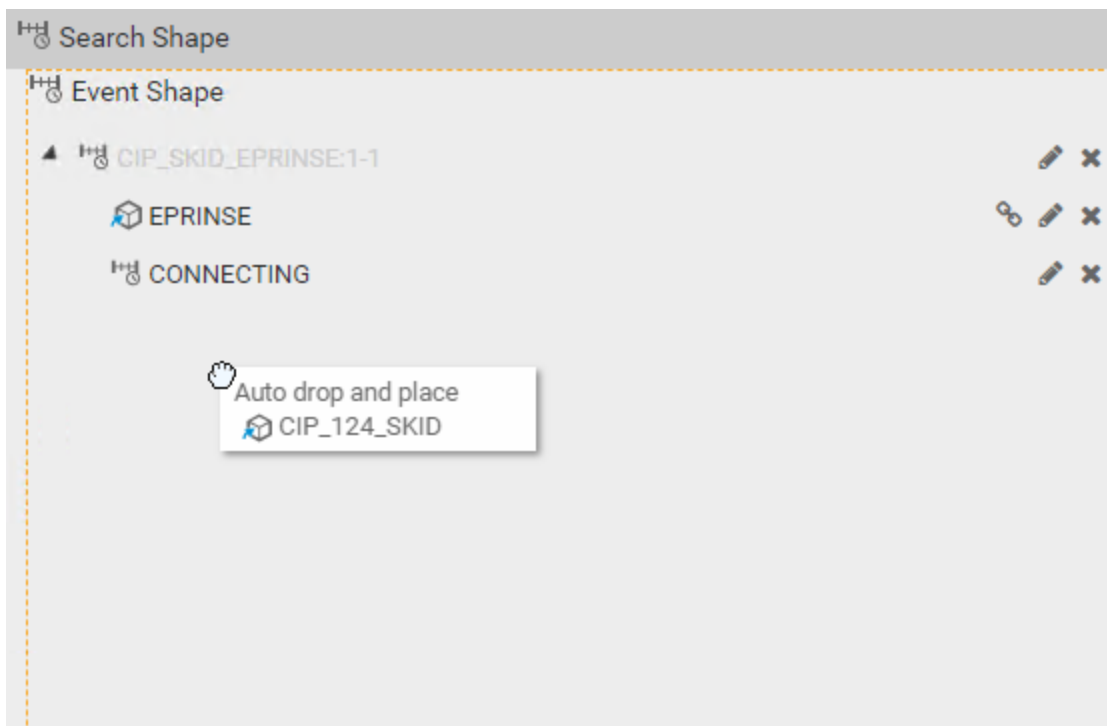 Search Shape
Event Shape
CIP_SKID_EPRINSE:1-1
EPRINSE
CONNECTING
Auto drop and place
CIP_124_SKID